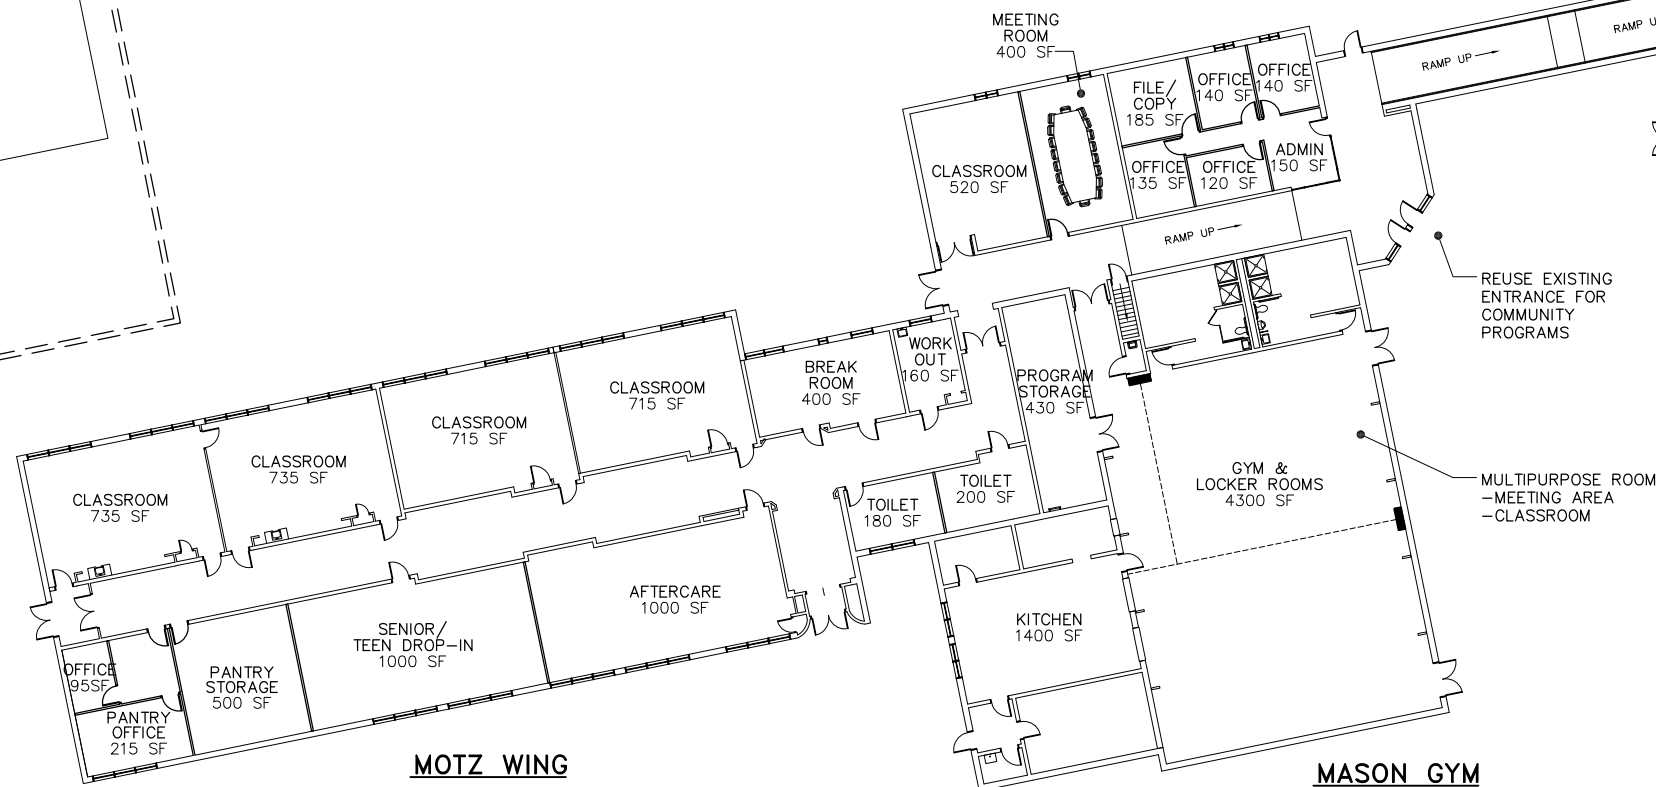 MEETING
ROOM
400 SF
RAMP UP
RAMP U
FILE/
COPY
185 SF
OFFICE
140 SF
OFFICE
140 SF
CLASSROOM
520 SF
OFFICE
135 SF
OFFICE
120 SF
ADMIN
150 SF
RAMP UP
REUSE EXISTING
ENTRANCE FOR
COMMUNITY
PROGRAMS
WORK
OUT
160 SF
BREAK
ROOM
400 SF
PROGRAM
STORAGE
430 SF
CLASSROOM
715 SF
CLASSROOM
715 SF
CLASSROOM
735 SF
CLASSROOM
735 SF
GYM &
LOCKER ROOMS
4300 SF
MULTIPURPOSE ROOM
-MEETING AREA
-CLASSROOM
TOILET
200 SF
TOILET
180 SF
AFTERCARE
1000 SF
KITCHEN
1400 SF
SENIOR/
TEEN DROP-IN
1000 SF
OFFICE
95SF
PANTRY
STORAGE
500 SF
PANTRY
OFFICE
215 SF
MOTZ WING
MASON GYM